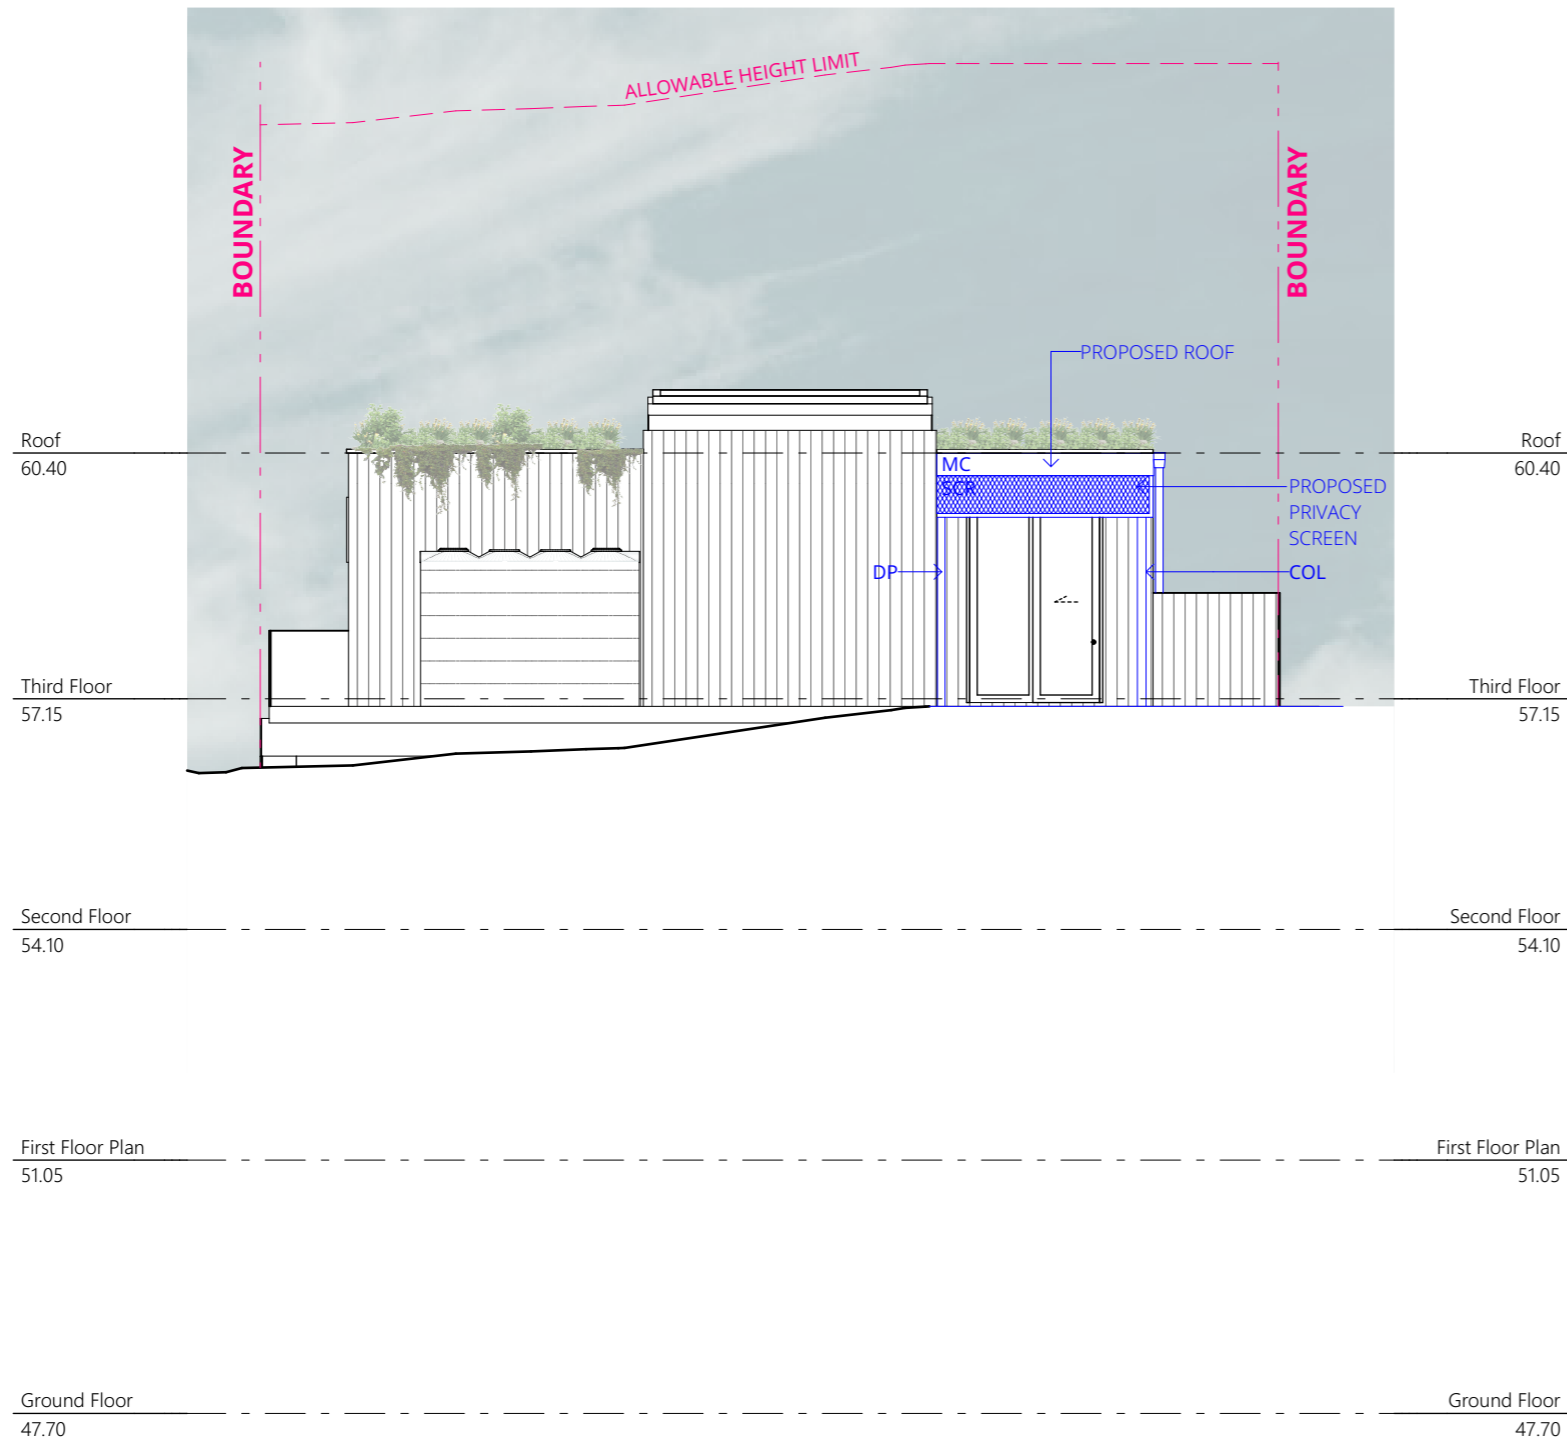 ALLOWABLE HEIGHT LIMIT
BOUNDARY
BOUNDARY
PROPOSED ROOF
Roof
60.40
Roof
60.40
MC
SCR
PROPOSED
PRIVACY
SCREEN
DP
COL
Third Floor
57.15
Third Floor
57.15
Second Floor
54.10
Second Floor
54.10
First Floor Plan
51.05
First Floor Plan
51.05
Ground Floor
47.70
Ground Floor
47.70